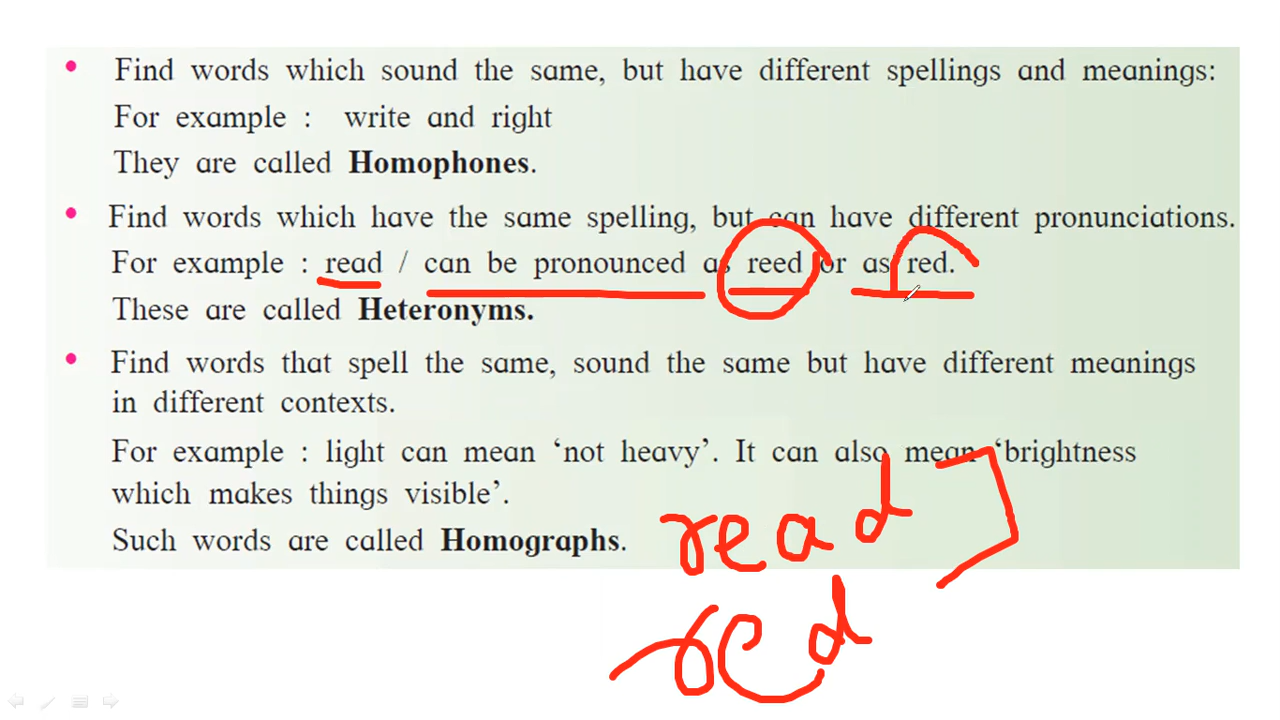 • Find words which sound the same, but have different spellings and meanings:
For example : write and right
They are called Homophones.
• Find words which have the same spelling, but can have different pronunciations.
For example : read / can be pronounced as reed or as red.
These are called Heteronyms.
• Find words that spell the same, sound the same but have different meanings
in different contexts.
For example : light can mean ‘not heavy’. It can also mean ‘brightness
which makes things visible’.
Such words are called Homographs.
read
red